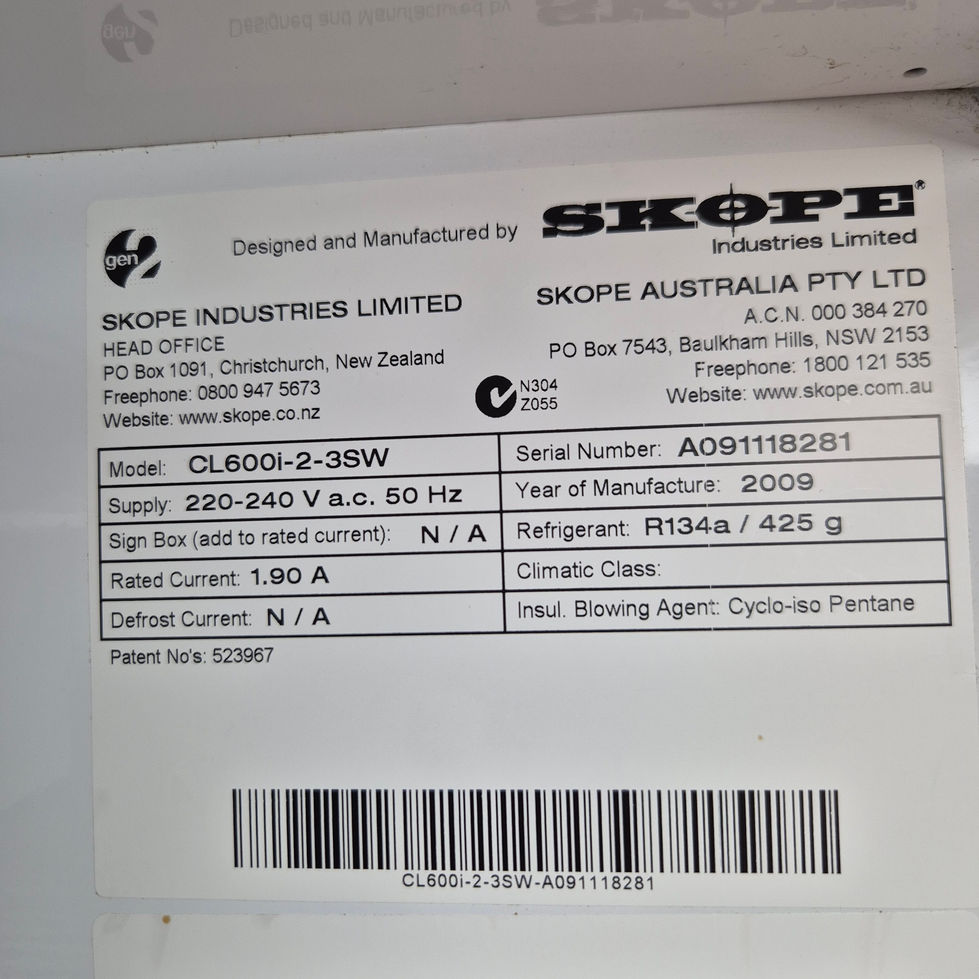 gen2
Designed and Manufactured by
SKOPE®
Industries Limited
SKOPE INDUSTRIES LIMITED
HEAD OFFICE
PO Box 1091, Christchurch, New Zealand
Freephone: 0800 947 5673
Website: www.skope.co.nz
SKOPE AUSTRALIA PTY LTD
A.C.N. 000 384 270
PO Box 7543, Baulkham Hills, NSW 2153
Freephone: 1800 121 535
Website: www.skope.com.au
N304
Z055
Model: CL600i-2-3SW
Serial Number: A091118281
Supply: 220-240 V a.c. 50 Hz
Year of Manufacture: 2009
Sign Box (add to rated current): N / A
Refrigerant: R134a / 425 g
Rated Current: 1.90 A
Climatic Class:
Defrost Current: N / A
Insul. Blowing Agent: Cyclo-iso Pentane
Patent No's: 523967
CL600i-2-3SW-A091118281